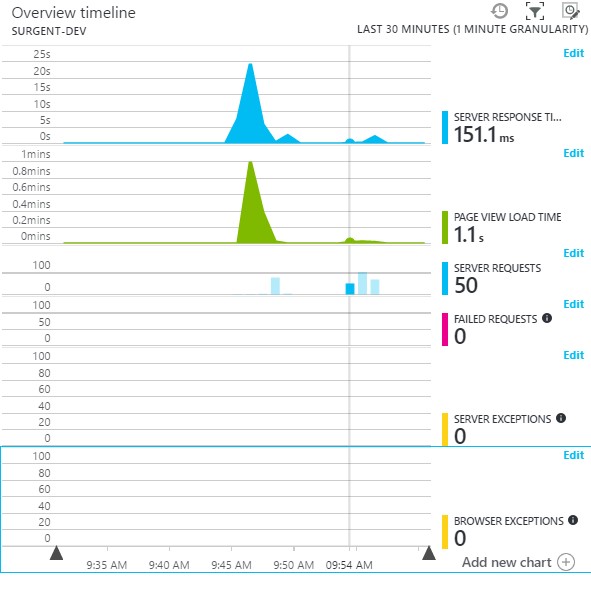 Overview timeline
SURGENT-DEV
LAST 30 MINUTES (1 MINUTE GRANULARITY)
Edit
25s
20s
15s
10s
5s
0s
SERVER RESPONSE TI...
151.1 ms
Edit
1mins
0.8mins
0.6mins
0.4mins
0.2mins
0mins
PAGE VIEW LOAD TIME
1.1 s
Edit
100
0
SERVER REQUESTS
50
Edit
100
50
0
FAILED REQUESTS
0
Edit
100
80
60
40
20
0
SERVER EXCEPTIONS
0
Edit
100
80
60
40
20
0
BROWSER EXCEPTIONS
0
9:35 AM 9:40 AM 9:45 AM 9:50 AM 09:54 AM
Add new chart